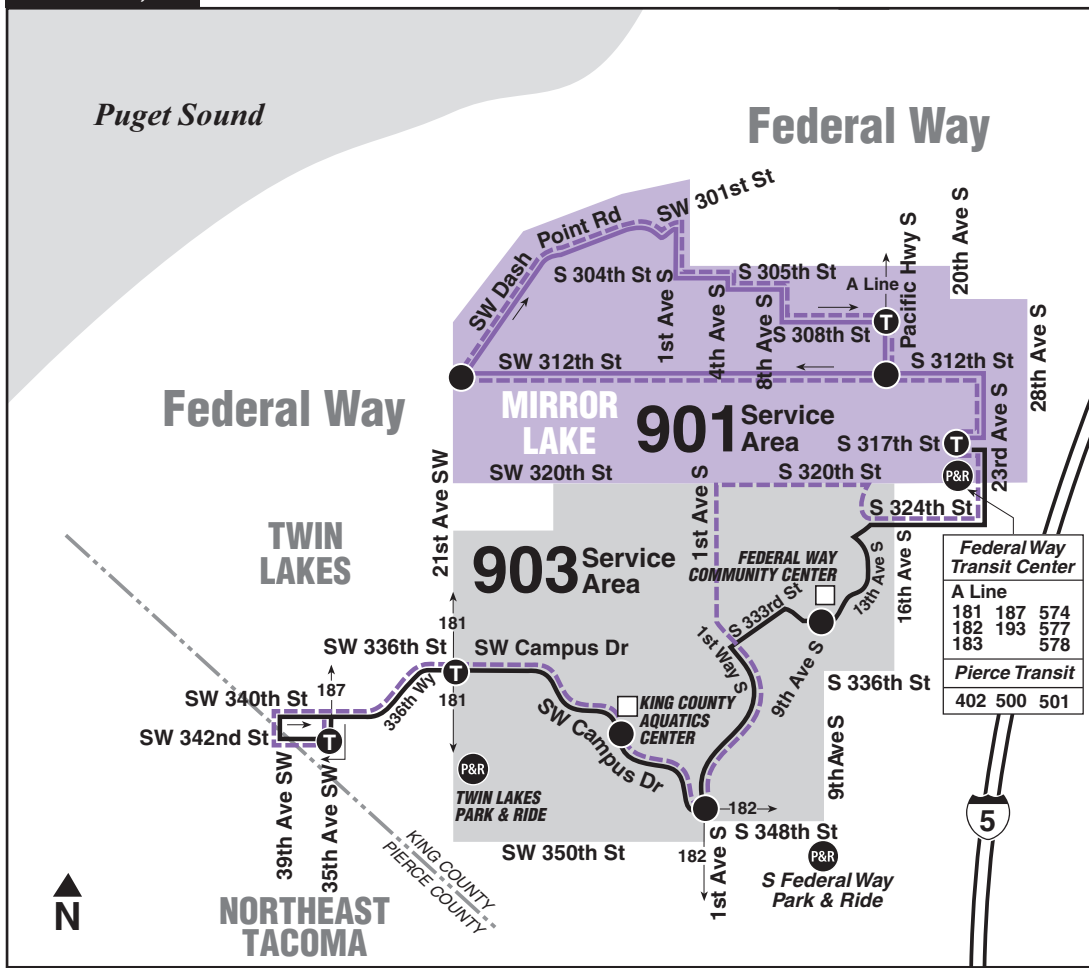 Puget Sound
Federal Way
SW 301st St
SW Dash Point Rd
S 304th St
S 305th St
A Line
Pacific Hwy S
20th Ave S
1st Ave S
4th Ave S
8th Ave S
T
S 308th St
28th Ave S
SW 312th St
S 312th St
Federal Way
MIRROR
LAKE
901 Service
Area
S 317th St
T
23rd Ave S
P&R
21st Ave SW
SW 320th St
1st Ave S
S 320th St
S 324th St
TWIN
LAKES
903 Service
Area
FEDERAL WAY
COMMUNITY CENTER
13th Ave S
16th Ave S
Federal Way
Transit Center
A Line
181 187 574
182 193 577
183 578
Pierce Transit
402 500 501
181
S 333rd St
1st Way S
9th Ave S
SW 336th St
SW Campus Dr
T
336th Wy
181
S 336th St
SW 340th St
187
SW 342nd St
T
KING COUNTY
AQUATICS
CENTER
SW Campus Dr
9th Ave S
P&R
TWIN LAKES
PARK & RIDE
182
S 348th St
5
39th Ave SW
35th Ave SW
KING COUNTY
PIERCE COUNTY
SW 350th St
182
1st Ave S
P&R
S Federal Way
Park & Ride
N
NORTHEAST
TACOMA